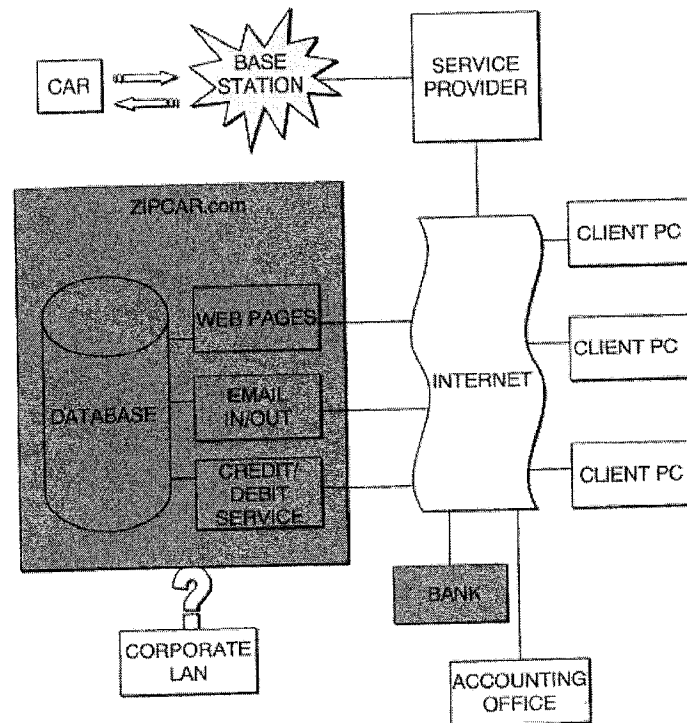 CAR
BASE
STATION
SERVICE
PROVIDER
ZIPCAR.com
DATABASE
WEB PAGES
EMAIL
IN/OUT
CREDIT/
DEBIT
SERVICE
INTERNET
CLIENT PC
CLIENT PC
CLIENT PC
BANK
?
CORPORATE
LAN
ACCOUNTING
OFFICE